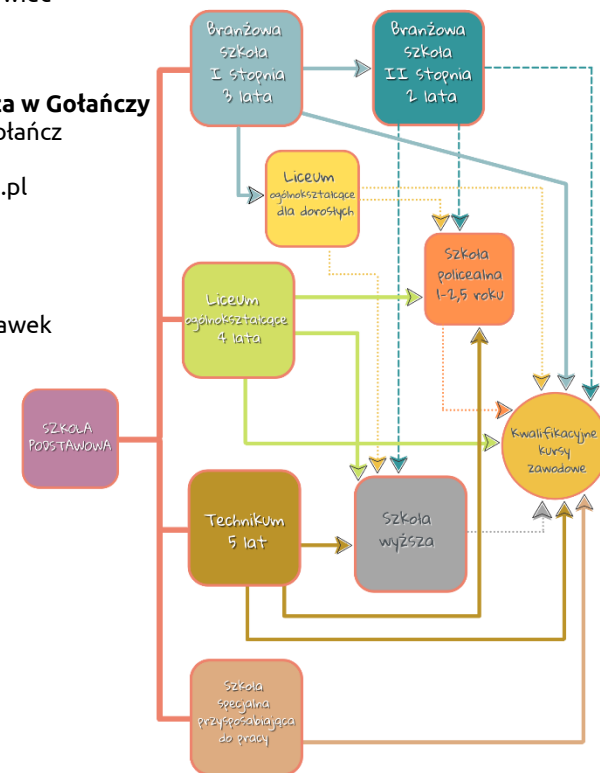 a w Gołańczy
ołańcz
.pl
awek
Branżowa
szkoła
I stopnia
3 lata
Branżowa
szkoła
II stopnia
2 lata
Liceum
ogólnokształcące
dla dorosłych
Szkoła
policealna
1-2,5 roku
Liceum
ogólnokształcące
4 lata
SZKOŁA
PODSTAWOWA
Kwalifikacyjne
kursy
zawodowe
Technikum
5 lat
Szkoła
wyższa
Szkoła
specjalna
przysposabiająca
do pracy